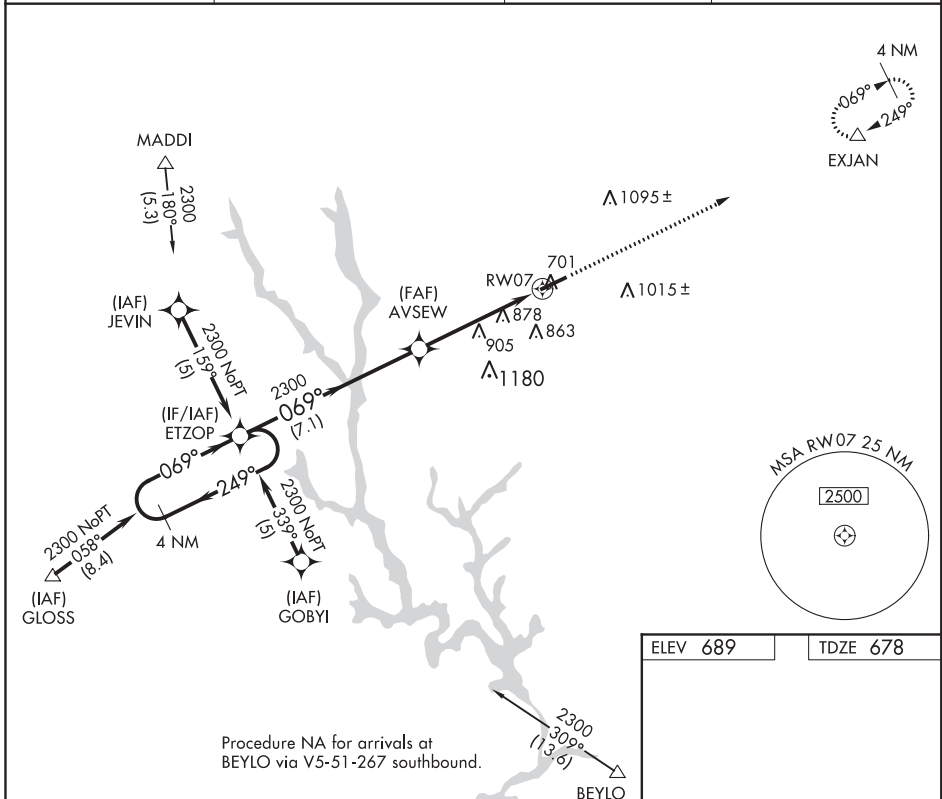 4 NM
069°
249°
EXJAN
MADDI
2300
180°
(5.3)
1095±
701
RW07
1015±
(FAF)
AVSEW
878
863
905
1180
(IAF)
JEVIN
2300 NoPT
159°
(5)
2300
069°
(7.1)
(IF/IAF)
ETZOP
069°
249°
4 NM
2300 NoPT
339°
(5)
2300 NoPT
058°
(8.4)
(IAF)
GLOSS
(IAF)
GOBYI
MSA RW07 25 NM
2500
ELEV 689
TDZE 678
2300
309°
(13.6)
BEYLO
Procedure NA for arrivals at
BEYLO via V5-51-267 southbound.